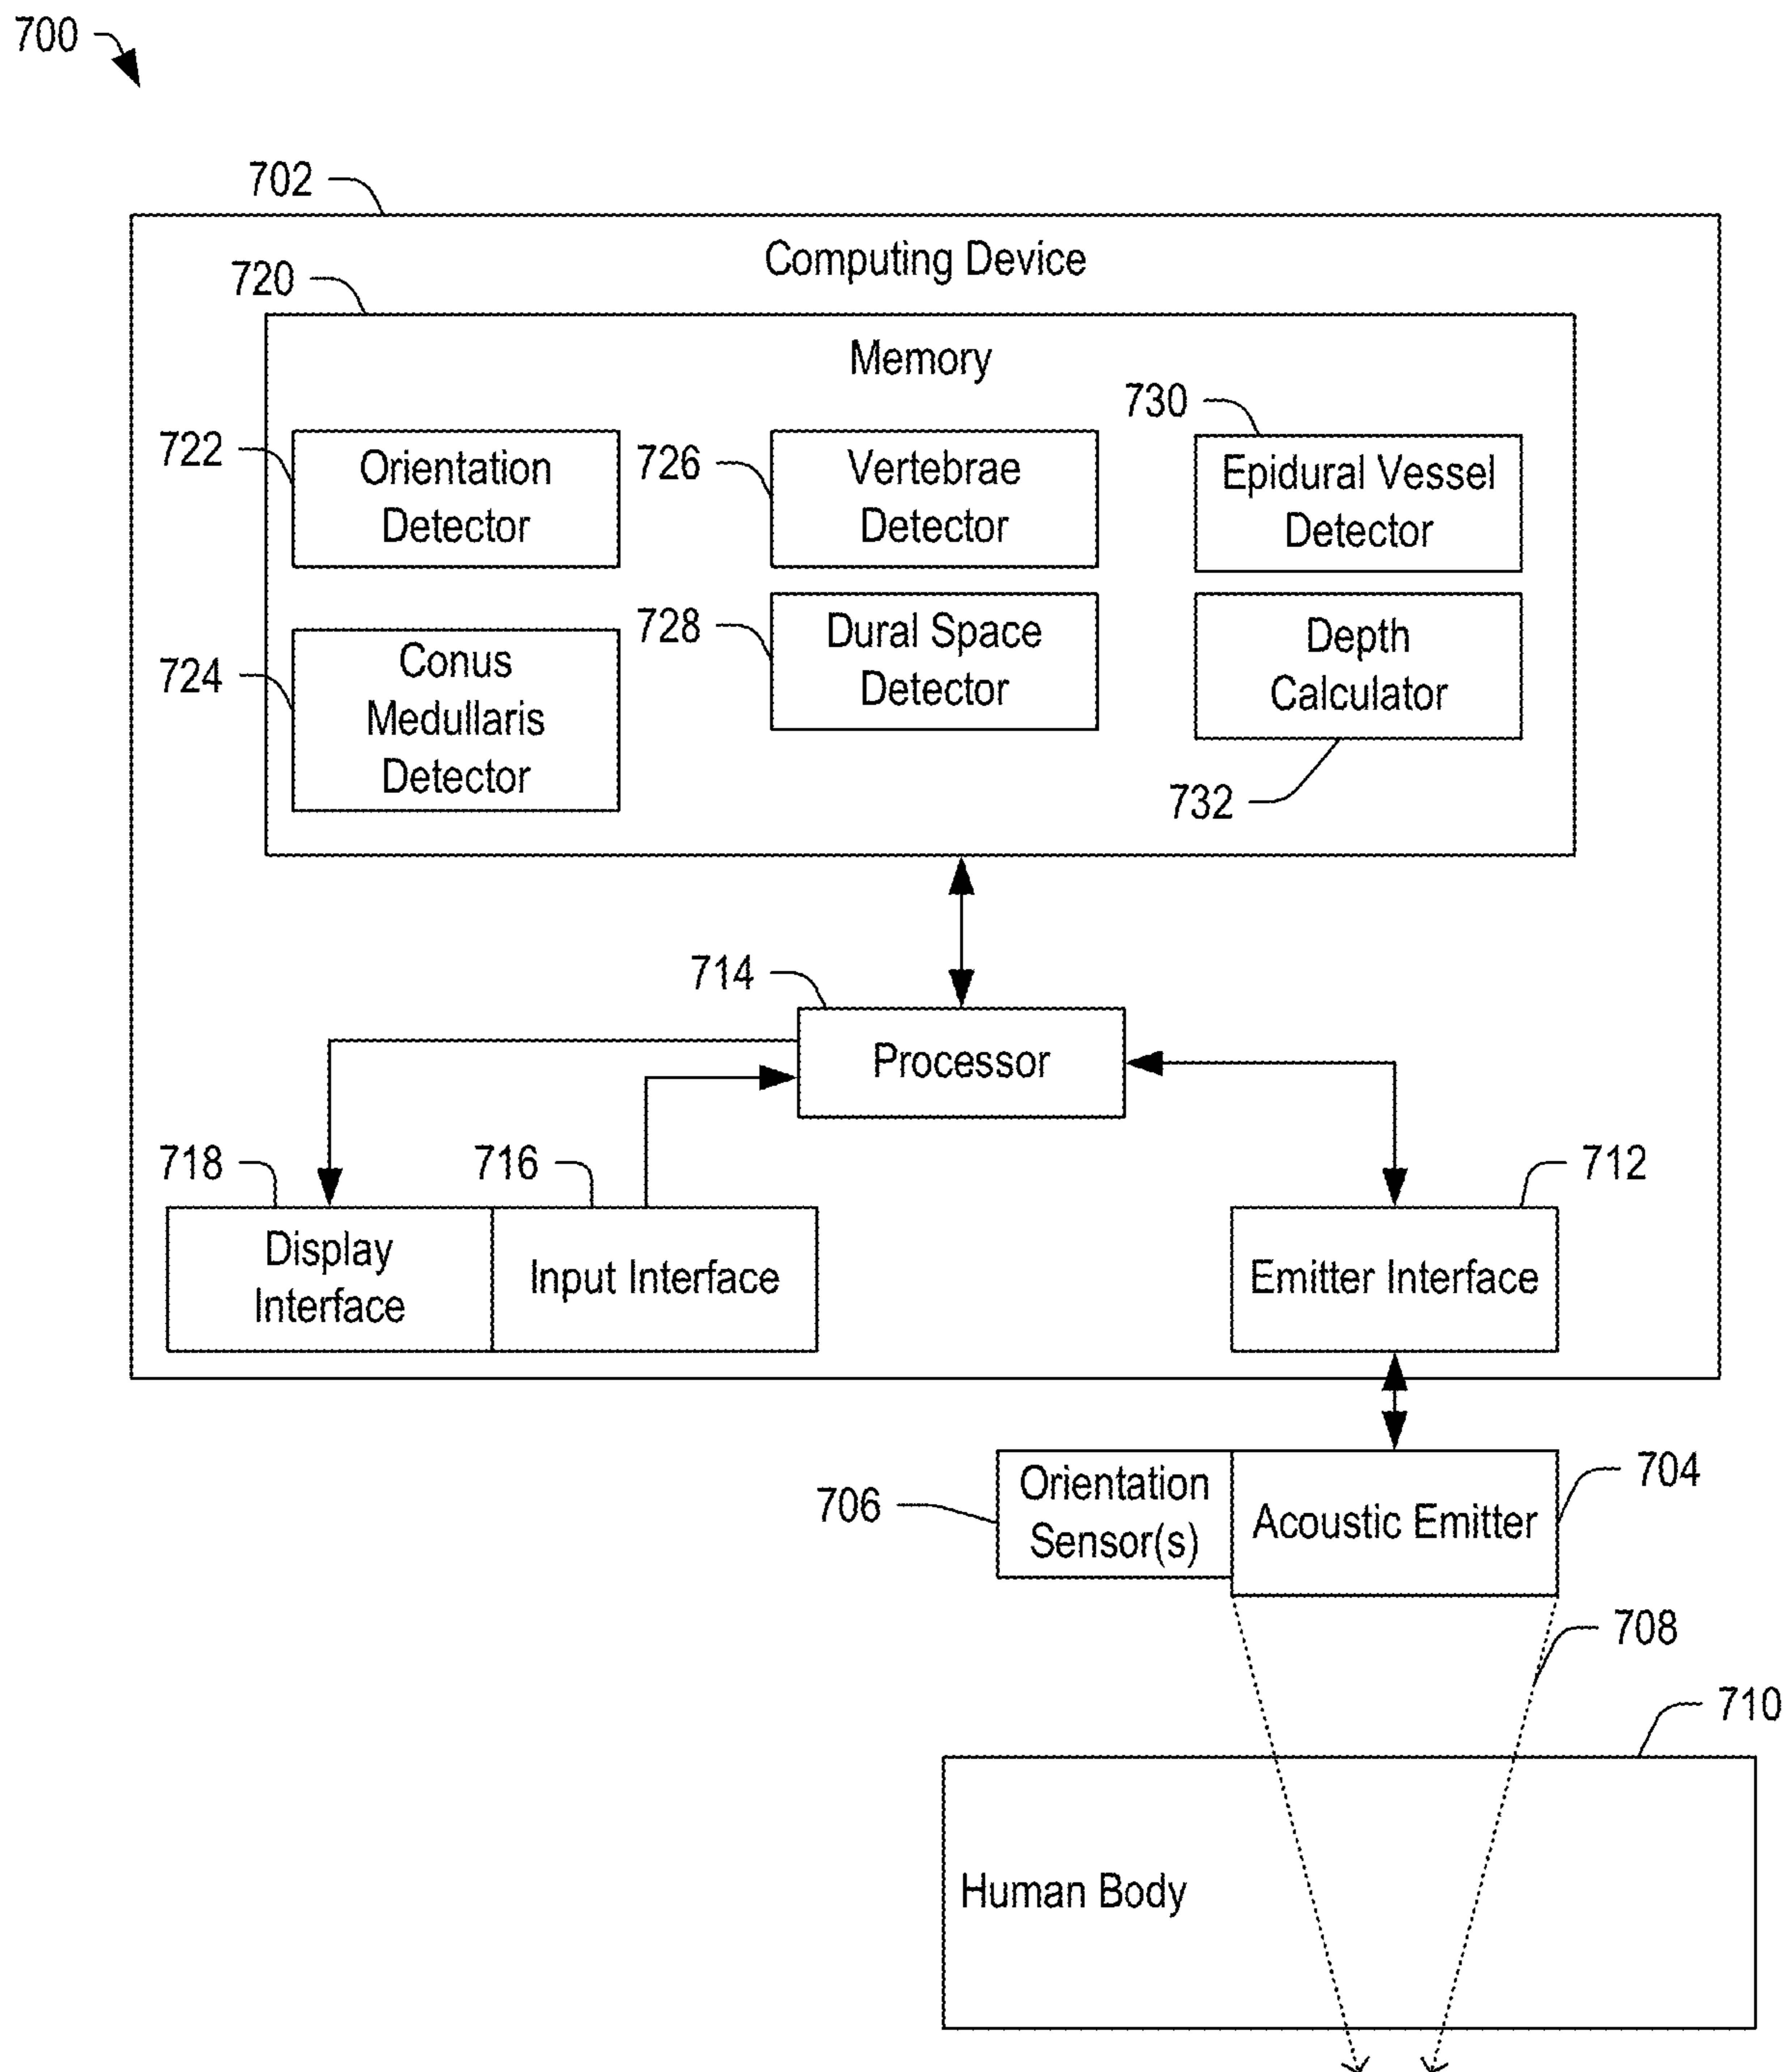 700
702
Computing Device
720
Memory
730
722
Orientation
Detector
726
Vertebrae
Detector
Epidural Vessel
Detector
724
Conus
Medullaris
Detector
728
Dural Space
Detector
Depth
Calculator
732
714
Processor
718
716
712
Display
Interface
Input Interface
Emitter Interface
706
Orientation
Sensor(s)
Acoustic Emitter
704
708
710
Human Body